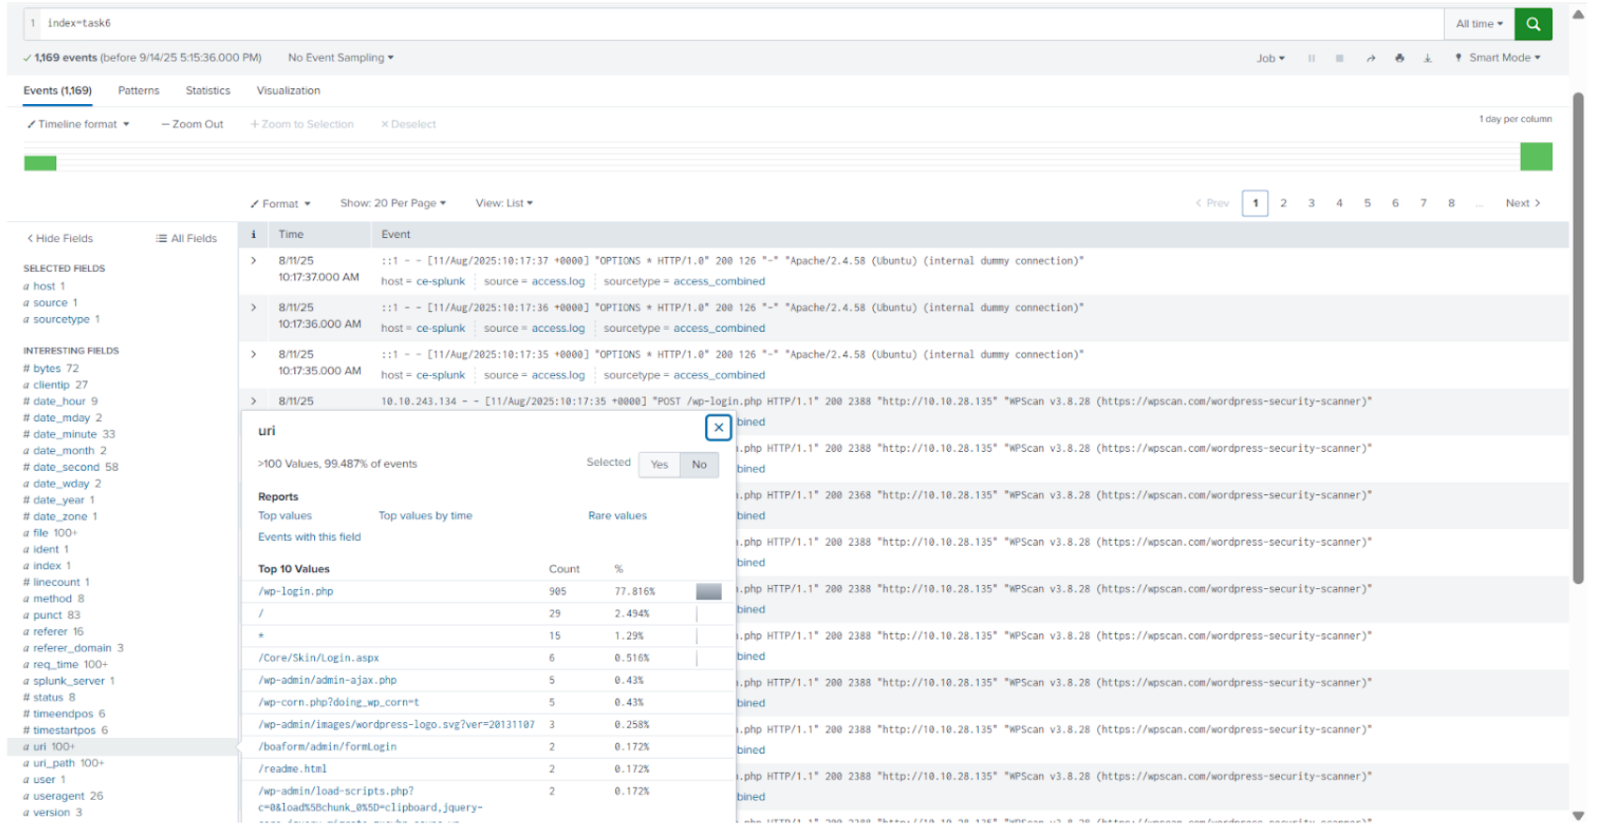 1 index=task6 All time
1,169 events (before 9/14/25 5:15:36.000 PM) No Event Sampling Job Smart Mode
Events (1,169) Patterns Statistics Visualization
Timeline format — Zoom Out + Zoom to Selection × Deselect 1 day per column
Format Show: 20 Per Page View: List < Prev 1 2 3 4 5 6 7 8 ... Next >
< Hide Fields All Fields
SELECTED FIELDS
a host 1
a source 1
a sourcetype 1
INTERESTING FIELDS
# bytes 72
a clientip 27
# date_hour 9
# date_mday 2
# date_minute 33
a date_month 2
# date_second 58
a date_wday 2
# date_year 1
# date_zone 1
a file 100+
a ident 1
a index 1
# linecount 1
a method 8
a punct 83
a referer 16
a referer_domain 3
a req_time 100+
a splunk_server 1
# status 8
# timeendpos 6
# timestartpos 6
a uri 100+
a uri_path 100+
a user 1
a useragent 26
a version 3
i Time Event
> 8/11/25 ::1 - - [11/Aug/2025:10:17:37 +0000] "OPTIONS * HTTP/1.0" 200 126 "-" "Apache/2.4.58 (Ubuntu) (internal dummy connection)"
10:17:37.000 AM host = ce-splunk source = access.log sourcetype = access_combined
> 8/11/25 ::1 - - [11/Aug/2025:10:17:36 +0000] "OPTIONS * HTTP/1.0" 200 126 "-" "Apache/2.4.58 (Ubuntu) (internal dummy connection)"
10:17:36.000 AM host = ce-splunk source = access.log sourcetype = access_combined
> 8/11/25 ::1 - - [11/Aug/2025:10:17:35 +0000] "OPTIONS * HTTP/1.0" 200 126 "-" "Apache/2.4.58 (Ubuntu) (internal dummy connection)"
10:17:35.000 AM host = ce-splunk source = access.log sourcetype = access_combined
> 8/11/25 10.10.243.134 - - [11/Aug/2025:10:17:35 +0000] "POST /wp-login.php HTTP/1.1" 200 2388 "http://10.10.28.135" "WPScan v3.8.28 (https://wpscan.com/wordpress-security-scanner)"
bined
.php HTTP/1.1" 200 2388 "http://10.10.28.135" "WPScan v3.8.28 (https://wpscan.com/wordpress-security-scanner)"
bined
.php HTTP/1.1" 200 2368 "http://10.10.28.135" "WPScan v3.8.28 (https://wpscan.com/wordpress-security-scanner)"
bined
.php HTTP/1.1" 200 2388 "http://10.10.28.135" "WPScan v3.8.28 (https://wpscan.com/wordpress-security-scanner)"
bined
.php HTTP/1.1" 200 2388 "http://10.10.28.135" "WPScan v3.8.28 (https://wpscan.com/wordpress-security-scanner)"
bined
.php HTTP/1.1" 200 2388 "http://10.10.28.135" "WPScan v3.8.28 (https://wpscan.com/wordpress-security-scanner)"
bined
.php HTTP/1.1" 200 2388 "http://10.10.28.135" "WPScan v3.8.28 (https://wpscan.com/wordpress-security-scanner)"
bined
.php HTTP/1.1" 200 2388 "http://10.10.28.135" "WPScan v3.8.28 (https://wpscan.com/wordpress-security-scanner)"
bined
.php HTTP/1.1" 200 2388 "http://10.10.28.135" "WPScan v3.8.28 (https://wpscan.com/wordpress-security-scanner)"
bined
uri
>100 Values, 99.487% of events Selected Yes No
Reports
Top values Top values by time Rare values
Events with this field
Top 10 Values Count %
/wp-login.php 905 77.816%
/ 29 2.494%
* 15 1.29%
/Core/Skin/Login.aspx 6 0.516%
/wp-admin/admin-ajax.php 5 0.43%
/wp-corn.php?doing_wp_corn=t 5 0.43%
/wp-admin/images/wordpress-logo.svg?ver=20131107 3 0.258%
/boaform/admin/formLogin 2 0.172%
/readme.html 2 0.172%
/wp-admin/load-scripts.php? 2 0.172%
c=0&load%5Bchunk_0%5D=clipboard,jquery-